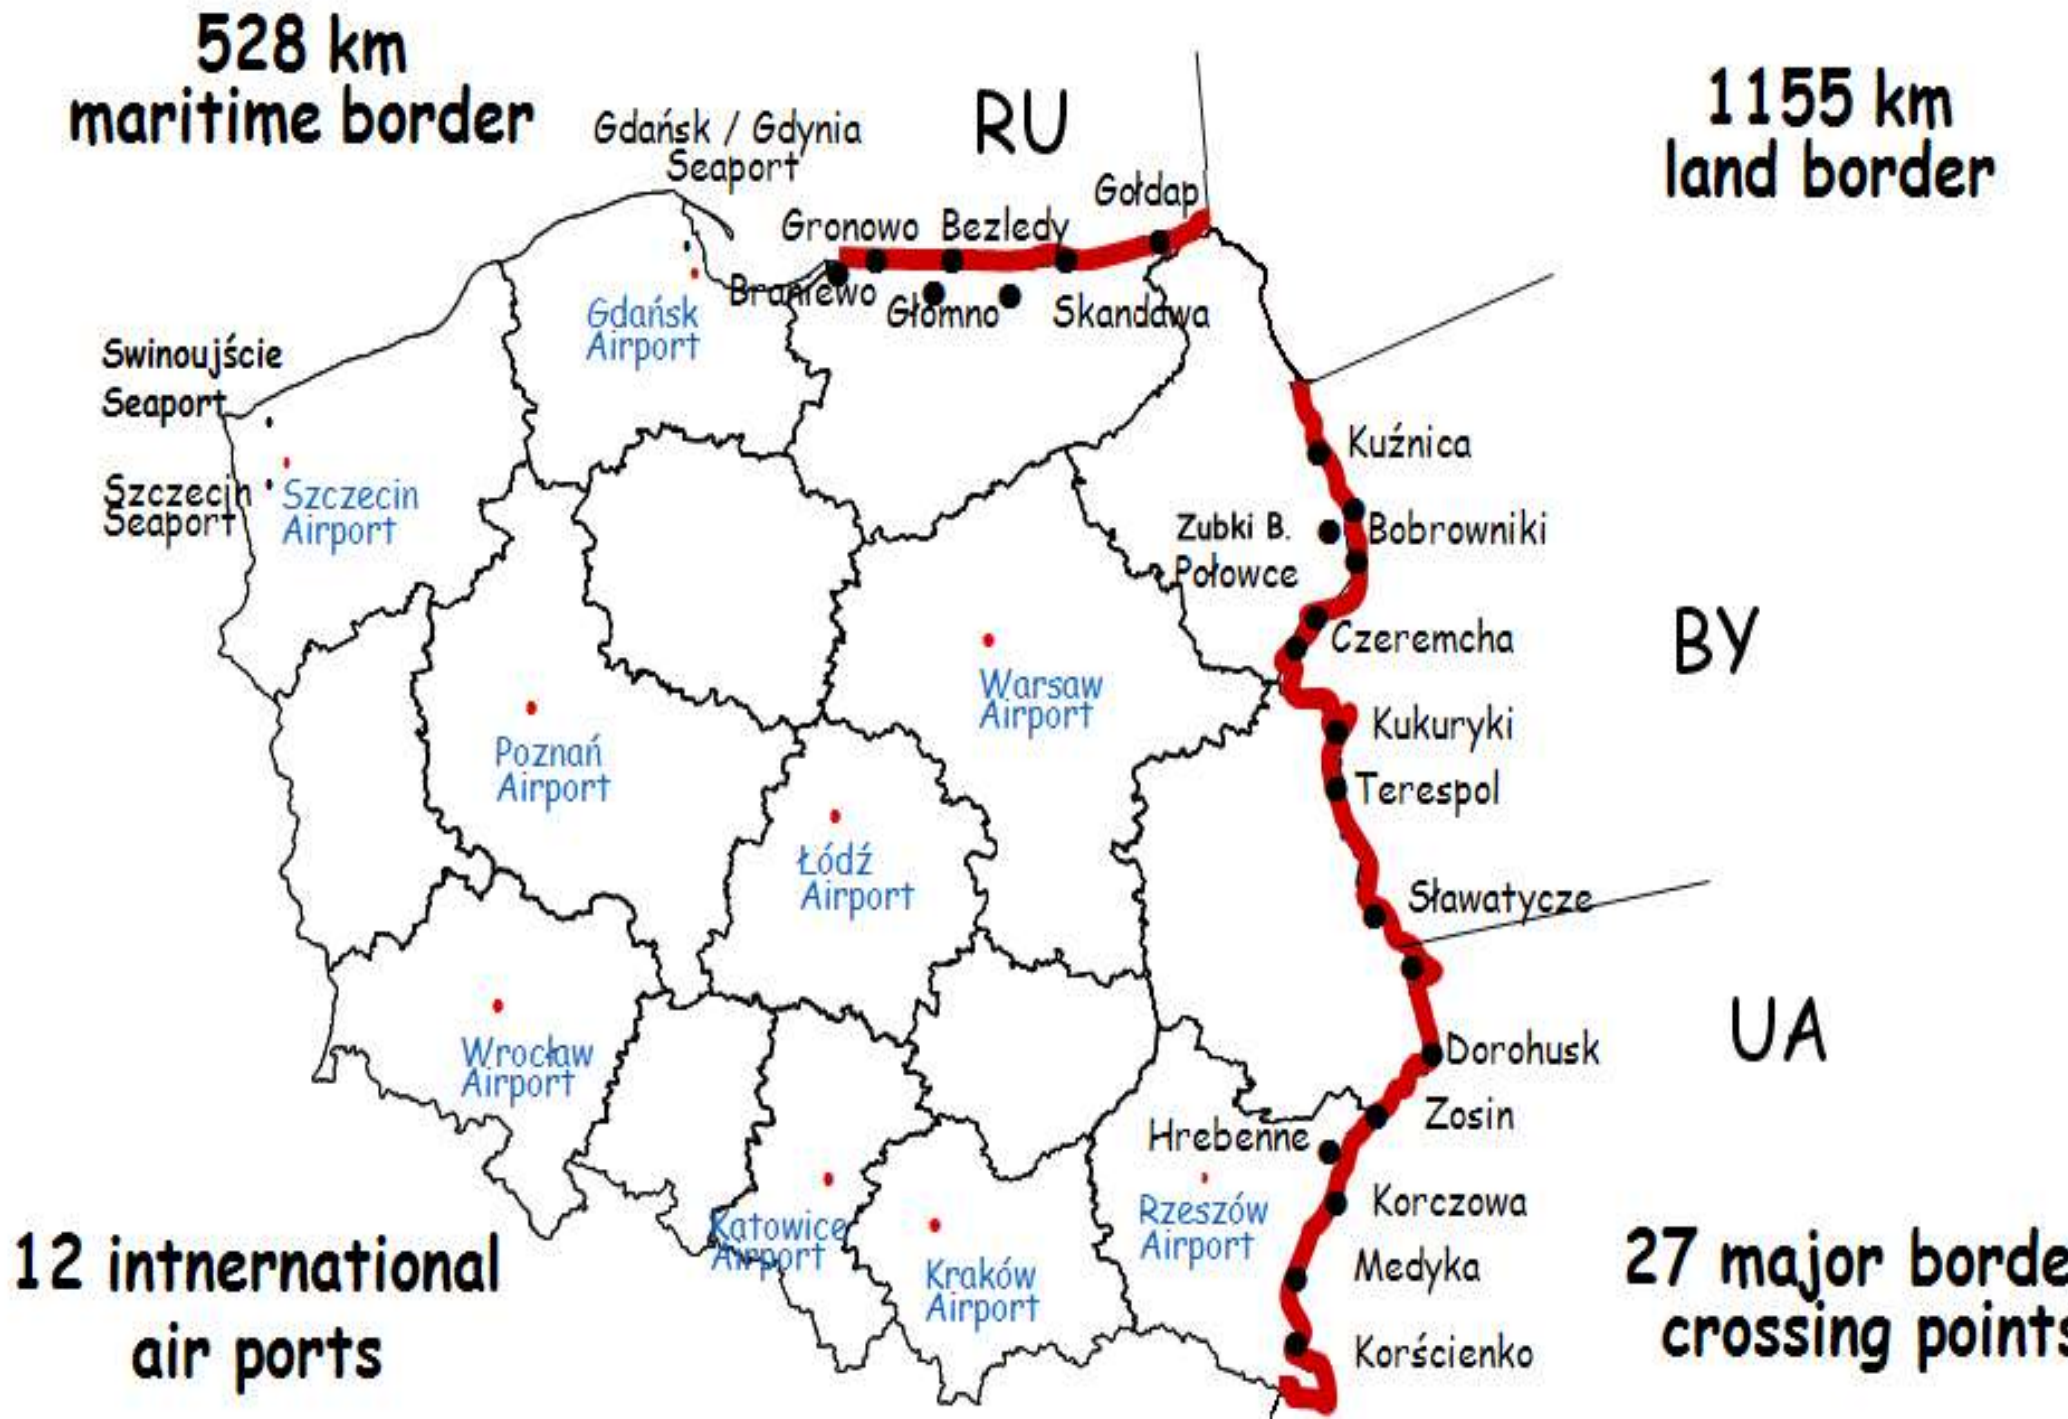 528 km
maritime border
RU
1155 km
land border
Gdańsk / Gdynia
Seaport
Gołdap
Gronowo
Bezledy
Braniewo
Głomno
Skandawa
Gdańsk
Airport
Swinoujście
Seaport
Szczecin
Seaport
Szczecin
Airport
Kuźnica
Zubki B.
Bobrowniki
Połowce
Czeremcha
BY
Warsaw
Airport
Kukuryki
Poznań
Airport
Terespol
Łódź
Airport
Sławatycze
UA
Wrocław
Airport
Dorohusk
Zosin
Hrebenne
Korczowa
Rzeszów
Airport
Katowice
Airport
Kraków
Airport
Medyka
Korścienko
12 intnernational
air ports
27 major borde
crossing points